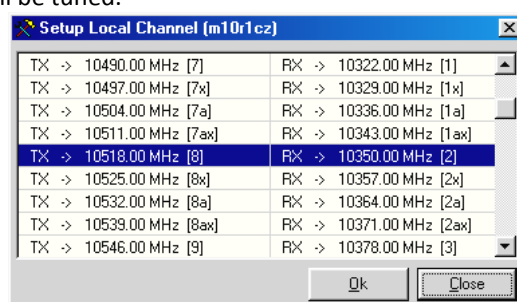 be tuned.
Setup Local Channel (m10r1cz)
TX -> 10490.00 MHz [7] RX -> 10322.00 MHz [1]
TX -> 10497.00 MHz [7x] RX -> 10329.00 MHz [1x]
TX -> 10504.00 MHz [7a] RX -> 10336.00 MHz [1a]
TX -> 10511.00 MHz [7ax] RX -> 10343.00 MHz [1ax]
TX -> 10518.00 MHz [8] RX -> 10350.00 MHz [2]
TX -> 10525.00 MHz [8x] RX -> 10357.00 MHz [2x]
TX -> 10532.00 MHz [8a] RX -> 10364.00 MHz [2a]
TX -> 10539.00 MHz [8ax] RX -> 10371.00 MHz [2ax]
TX -> 10546.00 MHz [9] RX -> 10378.00 MHz [3]
Ok Close